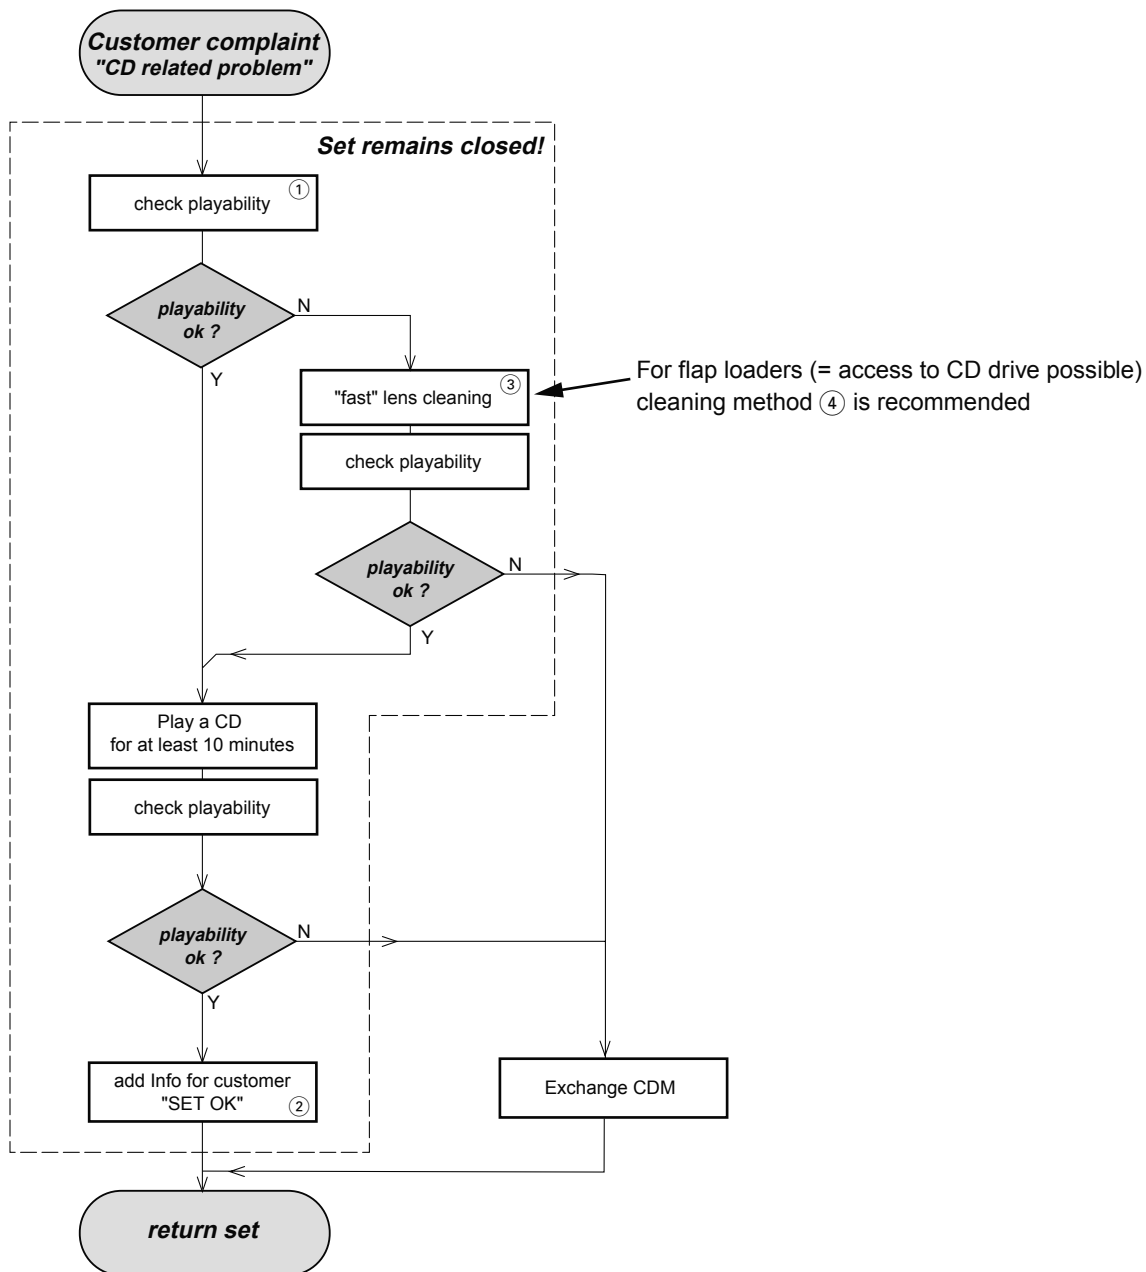 Customer complaint
"CD related problem"
Set remains closed!
check playability ①
playability
ok ?
N
Y
"fast" lens cleaning ③
For flap loaders (= access to CD drive possible)
cleaning method ④ is recommended
check playability
playability
ok ?
N
Y
Play a CD
for at least 10 minutes
check playability
playability
ok ?
N
Y
add Info for customer
"SET OK" ②
Exchange CDM
return set